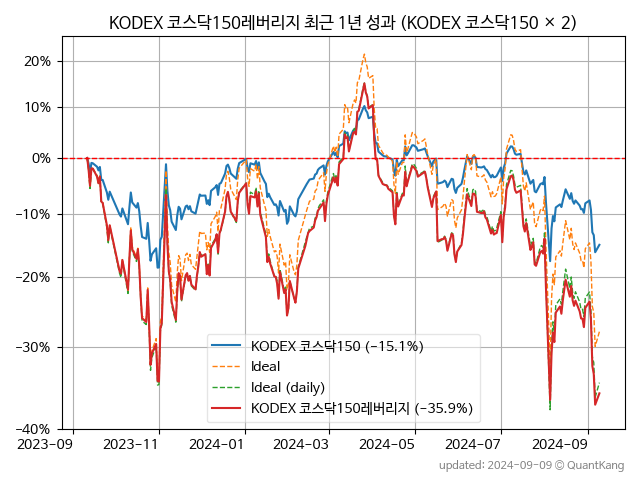 KODEX 코스닥150레버리지 최근 1년 성과 (KODEX 코스닥150 × 2)
20%
10%
0%
−10%
−20%
−30%
−40%
KODEX 코스닥150 (−15.1%)
Ideal
Ideal (daily)
KODEX 코스닥150레버리지 (−35.9%)
2023-09
2023-11
2024-01
2024-03
2024-05
2024-07
2024-09
updated: 2024-09-09 © QuantKang